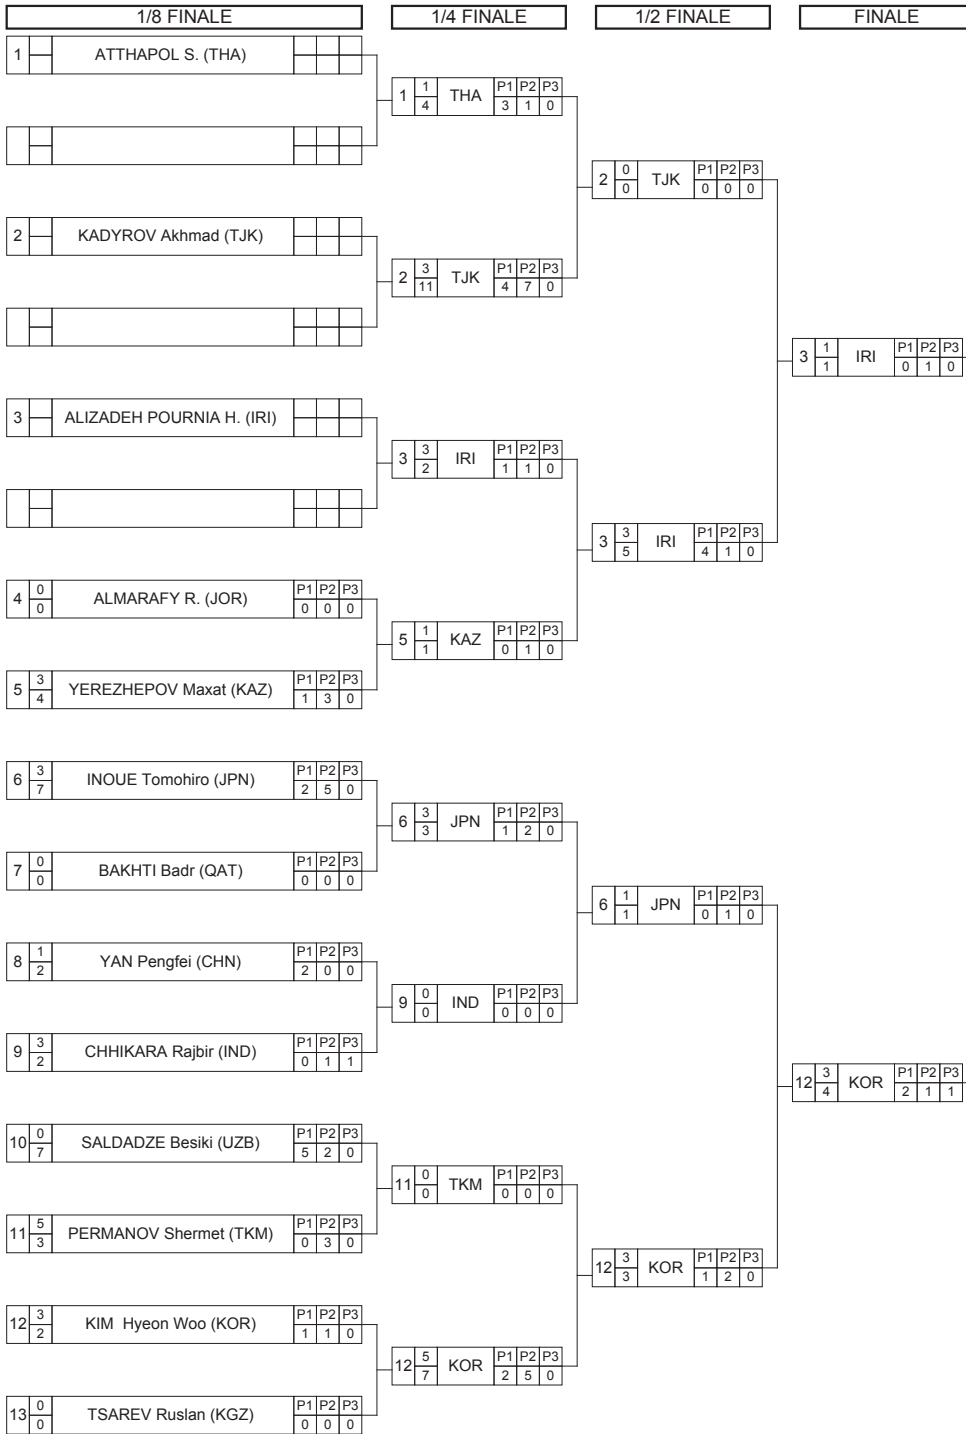 1/8 FINALE
1/4 FINALE
1/2 FINALE
FINALE
1 ATTHAPOL S. (THA)
1 1 4 THA P1 P2 P3 3 1 0
2 0 0 TJK P1 P2 P3 0 0 0
2 KADYROV Akhmad (TJK)
2 3 11 TJK P1 P2 P3 4 7 0
3 1 1 IRI P1 P2 P3 0 1 0
3 ALIZADEH POURNIA H. (IRI)
3 3 2 IRI P1 P2 P3 1 1 0
3 3 5 IRI P1 P2 P3 4 1 0
4 0 0 ALMARAFY R. (JOR) P1 P2 P3 0 0 0
5 1 1 KAZ P1 P2 P3 0 1 0
5 3 4 YEREZHEPOV Maxat (KAZ) P1 P2 P3 1 3 0
6 3 7 INOUE Tomohiro (JPN) P1 P2 P3 2 5 0
6 3 3 JPN P1 P2 P3 1 2 0
7 0 0 BAKHTI Badr (QAT) P1 P2 P3 0 0 0
6 1 1 JPN P1 P2 P3 0 1 0
8 1 2 YAN Pengfei (CHN) P1 P2 P3 2 0 0
9 0 0 IND P1 P2 P3 0 0 0
9 3 2 CHHIKARA Rajbir (IND) P1 P2 P3 0 1 1
12 3 4 KOR P1 P2 P3 2 1 1
10 0 7 SALDADZE Besiki (UZB) P1 P2 P3 5 2 0
11 0 0 TKM P1 P2 P3 0 0 0
11 5 3 PERMANOV Shermet (TKM) P1 P2 P3 0 3 0
12 3 3 KOR P1 P2 P3 1 2 0
12 3 2 KIM Hyeon Woo (KOR) P1 P2 P3 1 1 0
12 5 7 KOR P1 P2 P3 2 5 0
13 0 0 TSAREV Ruslan (KGZ) P1 P2 P3 0 0 0